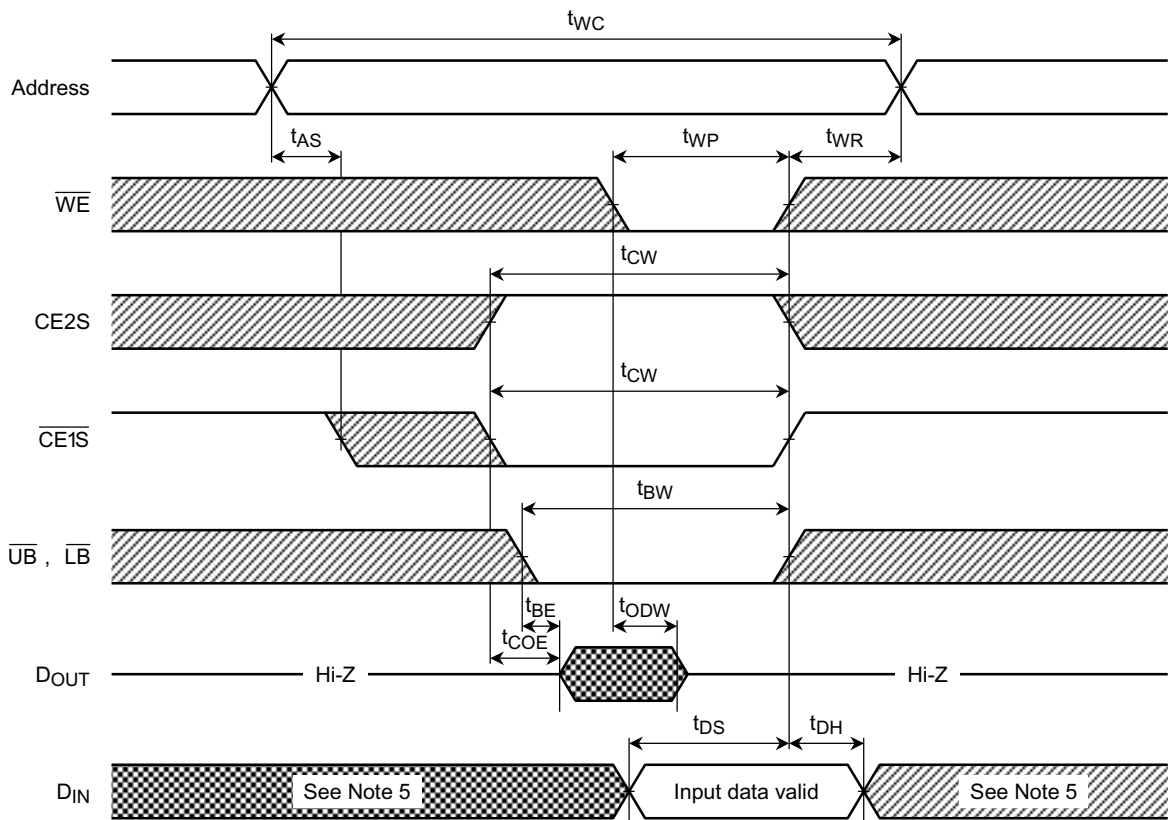 tWC
Address
tAS
tWP
tWR
WE
tCW
CE2S
tCW
CE1S
tBW
UB , LB
tBE
tODW
tCOE
DOUT
Hi-Z
Hi-Z
tDS
tDH
DIN
See Note 5
Input data valid
See Note 5